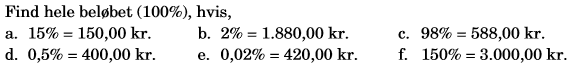 Find hele beløbet (100%), hvis,
a. 15% = 150,00 kr. b. 2% = 1.880,00 kr. c. 98% = 588,00 kr.
d. 0,5% = 400,00 kr. e. 0,02% = 420,00 kr. f. 150% = 3.000,00 kr.